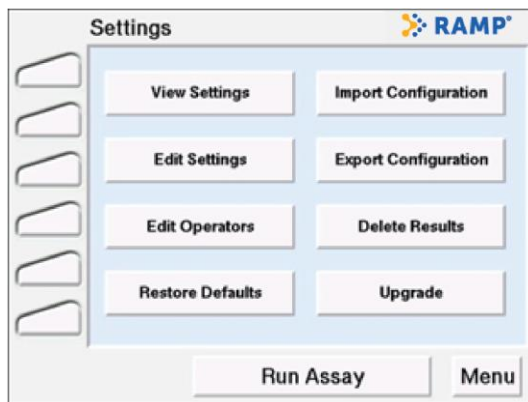 Settings
RAMP®
View Settings
Import Configuration
Edit Settings
Export Configuration
Edit Operators
Delete Results
Restore Defaults
Upgrade
Run Assay
Menu